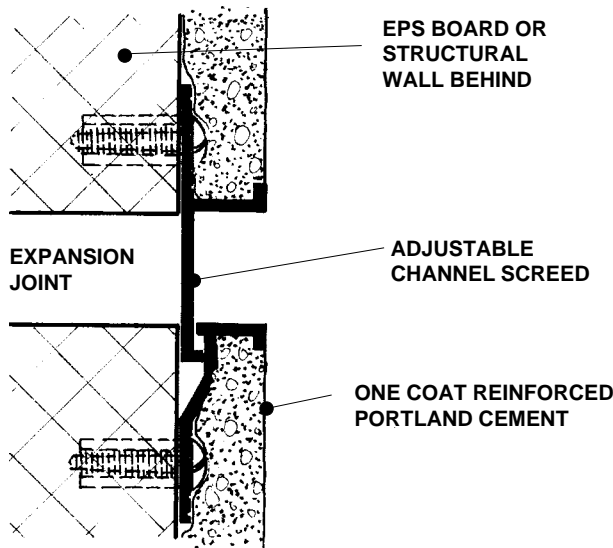 EPS BOARD OR
STRUCTURAL
WALL BEHIND
EXPANSION
JOINT
ADJUSTABLE
CHANNEL SCREED
ONE COAT REINFORCED
PORTLAND CEMENT